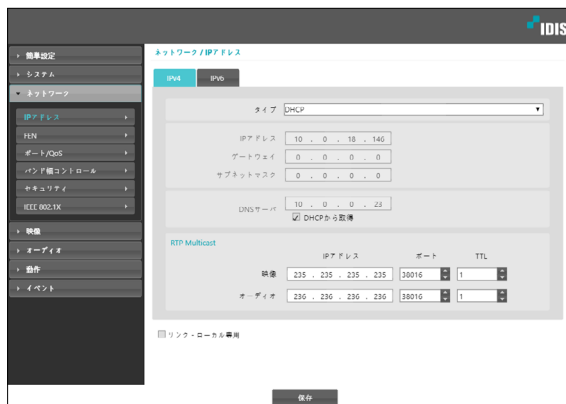 IDIS
簡単設定
システム
ネットワーク
IPアドレス
FEN
ポート/QoS
バンド幅コントロール
セキュリティ
IEEE 802.1X
映像
オーディオ
動作
イベント
ネットワーク / IPアドレス
IPv4 IPv6
タイプ DHCP
IPアドレス 10 . 0 . 18 . 146
ゲートウェイ 0 . 0 . 0 . 0
サブネットマスク 0 . 0 . 0 . 0
DNSサーバ 10 . 0 . 0 . 23
DHCPから取得
RTP Multicast
IPアドレス ポート TTL
映像 235 . 235 . 235 . 235 38016 1
オーディオ 236 . 236 . 236 . 236 38016 1
リンク-ローカル専用
保存